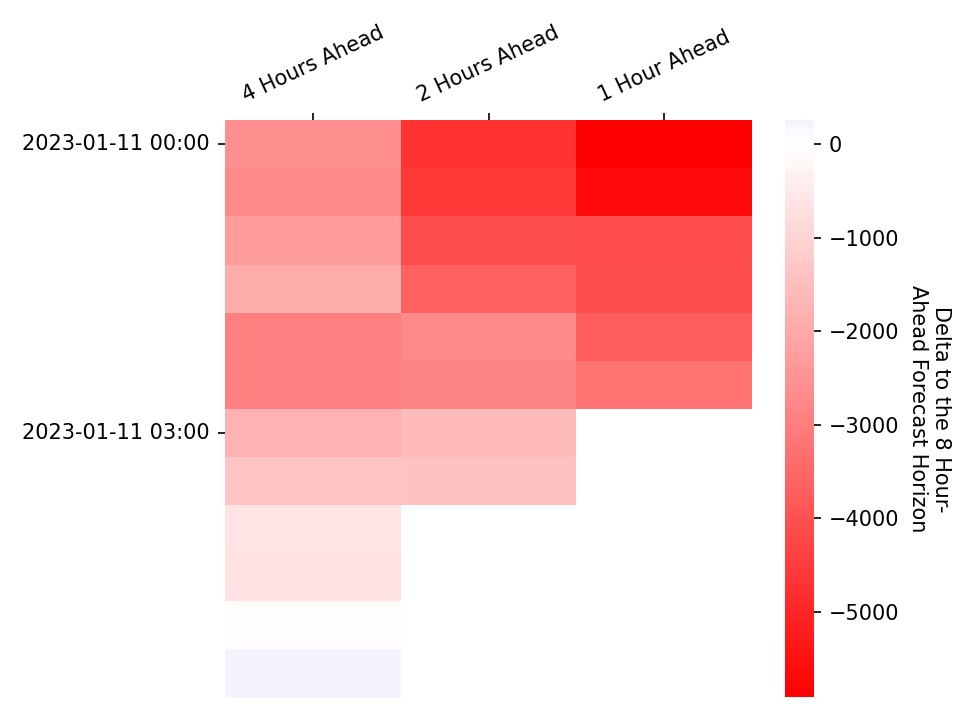 4 Hours Ahead
2 Hours Ahead
1 Hour Ahead
2023-01-11 00:00
2023-01-11 03:00
0
−1000
−2000
−3000
−4000
−5000
Delta to the 8 Hour-
Ahead Forecast Horizon